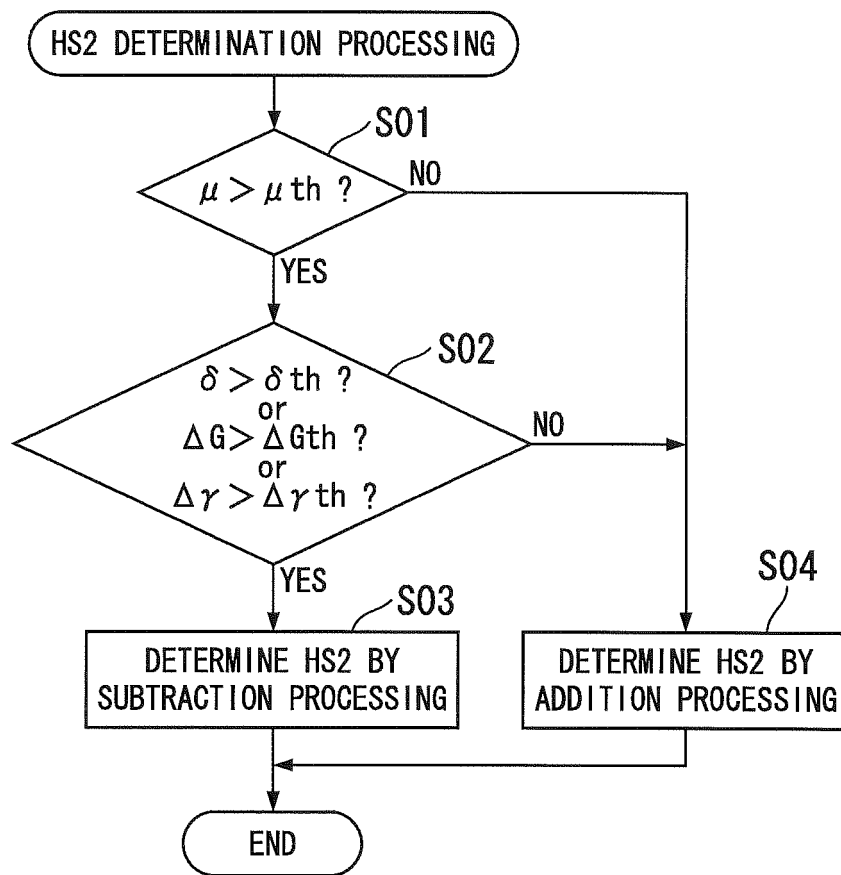 HS2 DETERMINATION PROCESSING
S01
μ > μth ?
NO
YES
S02
δ > δth ?
or
ΔG > ΔGth ?
or
Δγ > Δγth ?
NO
YES
S03
DETERMINE HS2 BY
SUBTRACTION PROCESSING
S04
DETERMINE HS2 BY
ADDITION PROCESSING
END